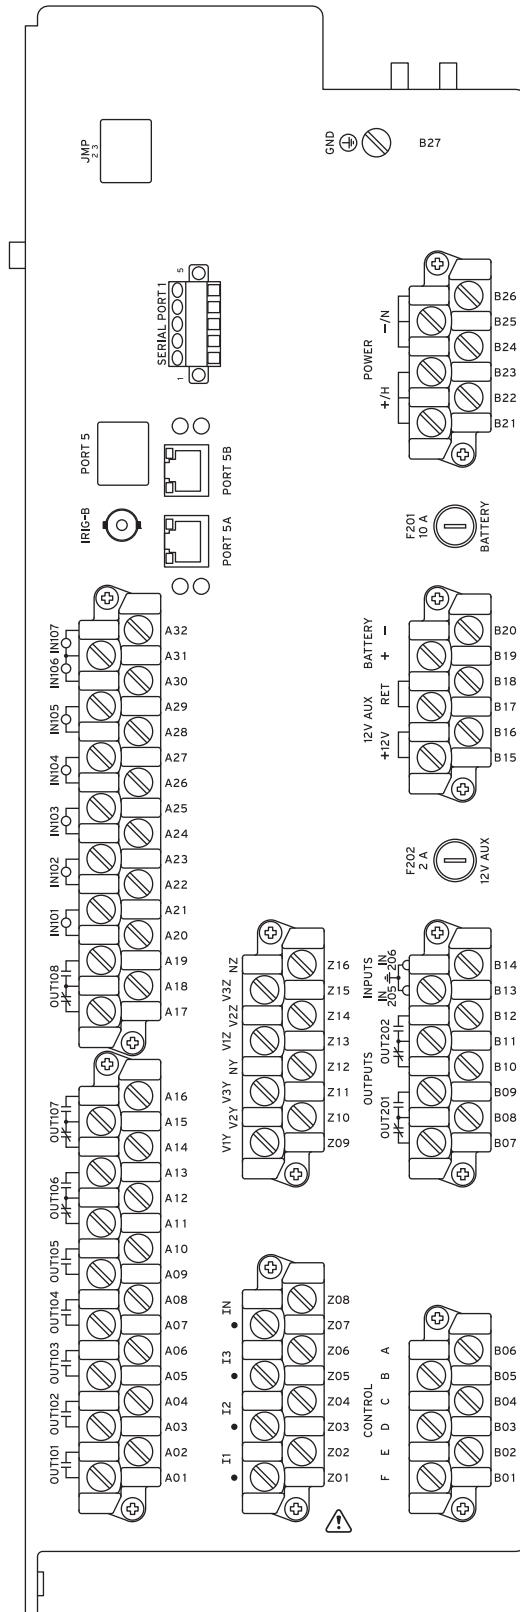 JMP
2 3
GND
B27
SERIAL PORT 1
5
1
POWER
-/N
+/H
B26
B25
B24
B23
B22
B21
PORT 5
PORT 5B
IRIG-B
PORT 5A
F201
10 A
BATTERY
IN107
IN106
IN105
IN104
IN103
IN102
IN101
OUT108
A32
A31
A30
A29
A28
A27
A26
A25
A24
A23
A22
A21
A20
A19
A18
A17
BATTERY
+ -
12V AUX
RET
+12V
B20
B19
B18
B17
B16
B15
F202
2 A
12V AUX
OUT107
OUT106
OUT105
OUT104
OUT103
OUT102
OUT101
A16
A15
A14
A13
A12
A11
A10
A09
A08
A07
A06
A05
A04
A03
A02
A01
NZ
V3Z
V2Z
V1Z
NY
V3Y
V2Y
V1Y
Z16
Z15
Z14
Z13
Z12
Z11
Z10
Z09
INPUTS
IN
206
IN
205
OUTPUTS
OUT202
OUT201
B14
B13
B12
B11
B10
B09
B08
B07
IN
I3
I2
I1
Z08
Z07
Z06
Z05
Z04
Z03
Z02
Z01
CONTROL
A
B
C
D
E
F
B06
B05
B04
B03
B02
B01